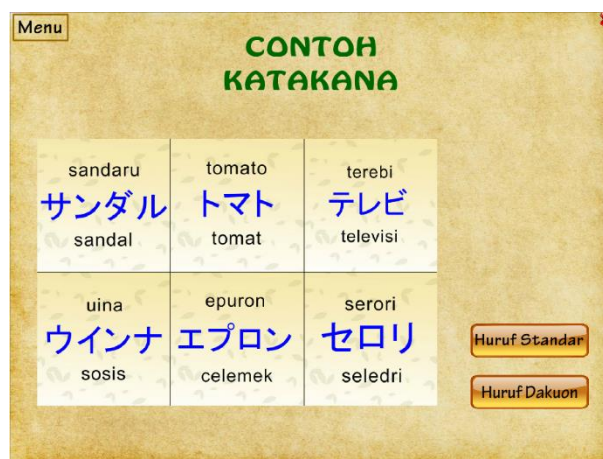 Menu
CONTOH
KATAKANA
sandaru
サンダル
sandal
tomato
トマト
tomat
terebi
テレビ
televisi
uina
ウインナ
sosis
epuron
エプロン
celemek
serori
セロリ
seledri
Huruf Standar
Huruf Dakuon